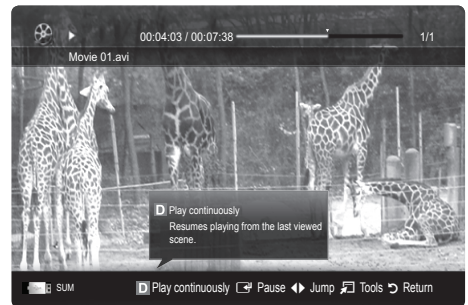 00:04:03 / 00:07:38 1/1
Movie 01.avi
D Play continuously
Resumes playing from the last viewed
scene.
SUM D Play continuously Pause Jump Tools Return